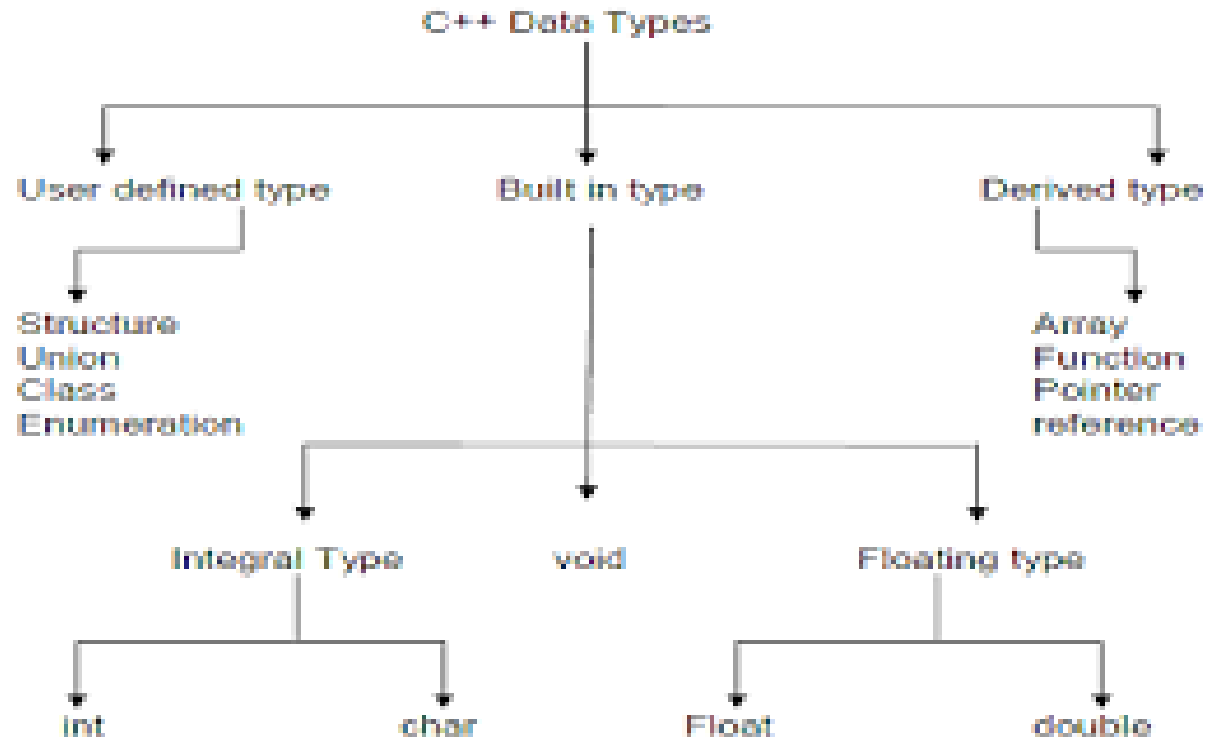 C++ Data Types
User defined type
Built in type
Derived type
Structure
Union
Class
Enumeration
Array
Function
Pointer
reference
Integral Type
void
Floating type
int
char
Float
double